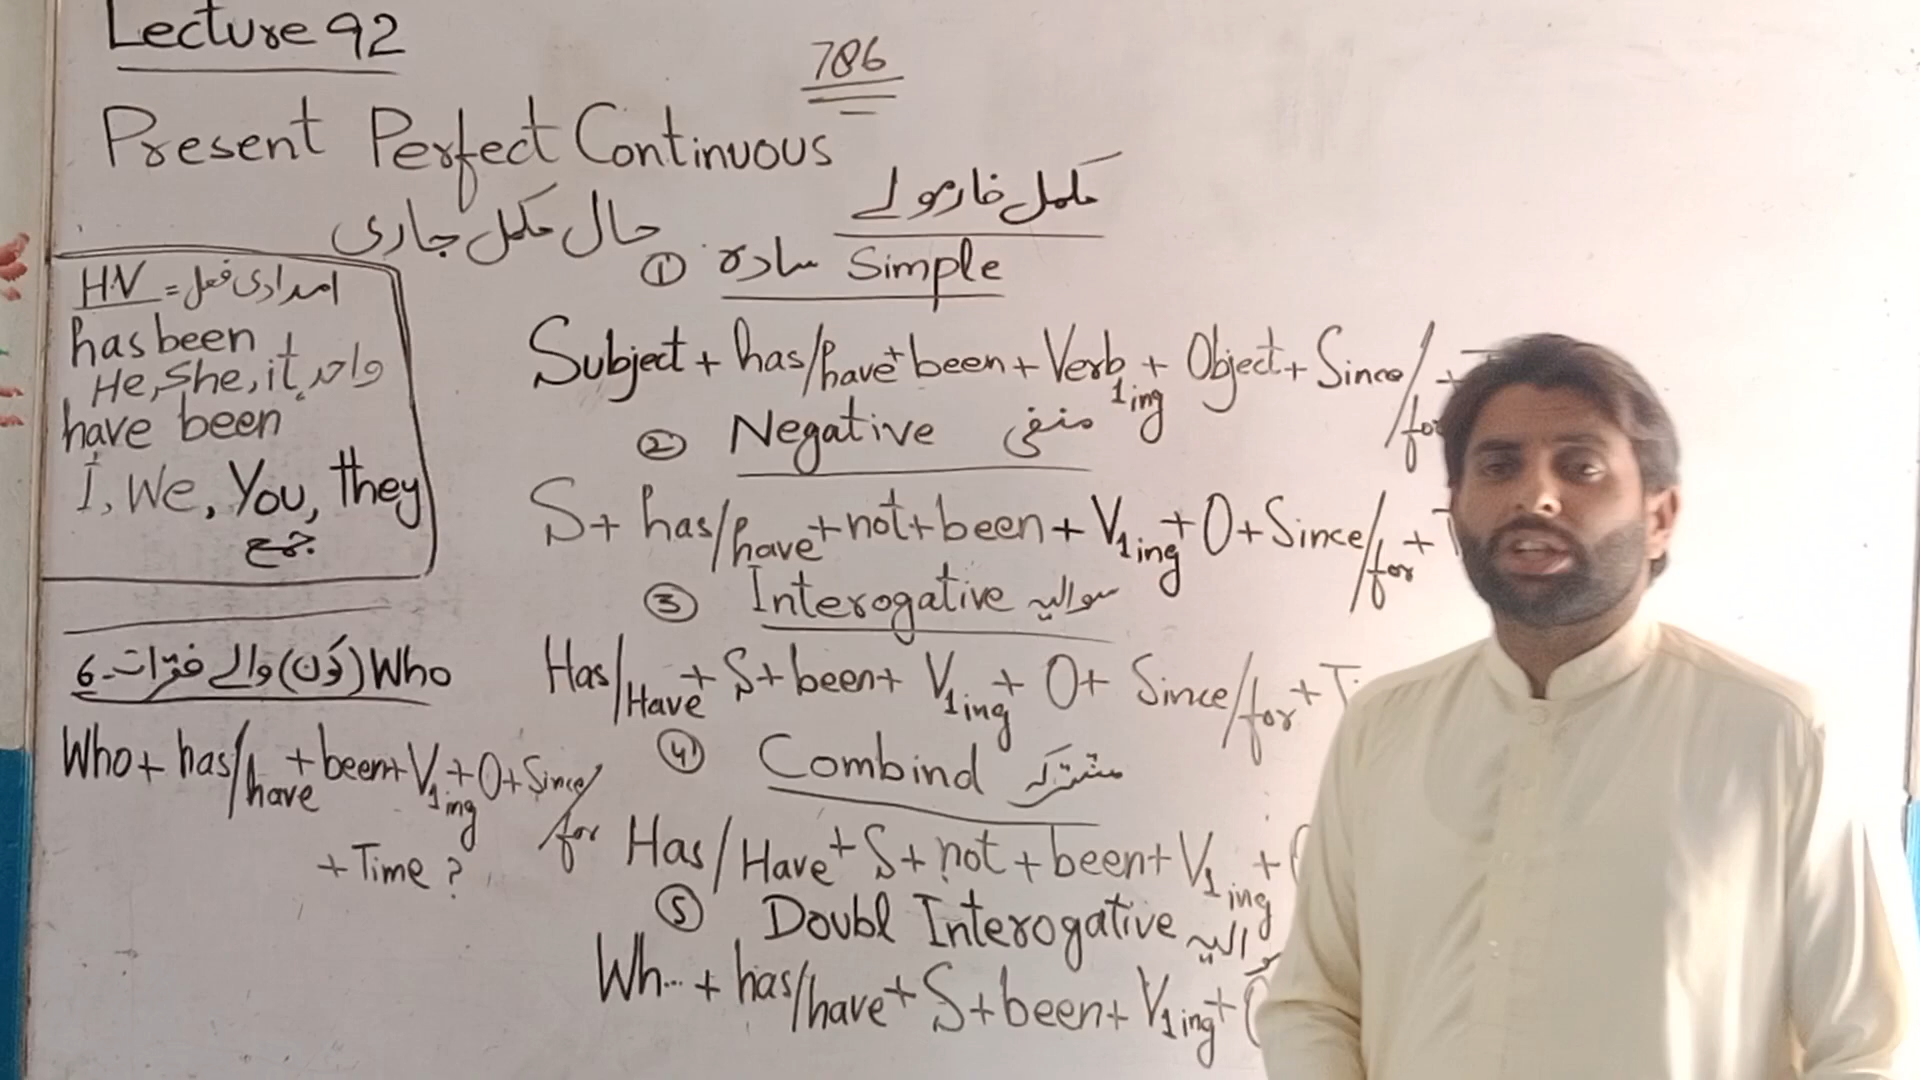 Lecture 92
786
Present Perfect Continuous
حال مکمل جاری
مکمل فارمولے
① سادہ Simple
Subject + has/have + been + Verb 1ing + Object + Since/for +
② Negative منفی
S + has/have + not + been + V1ing + O + Since/for +
③ Interogative سوالیہ
Has/Have + S + been + V1ing + O + Since/for +
④ Combind مشترکہ
Has/Have + S + not + been + V1ing +
⑤ Doubl Interogative
Wh... + has/have + S + been + V1ing +
H.V = امدادی فعل
has been
He, She, it, واحد
have been
I, We, You, they
جمع
6- Who (کون) والے فقرات
Who + has/have + been + V1ing + O + Since/for
+ Time ?